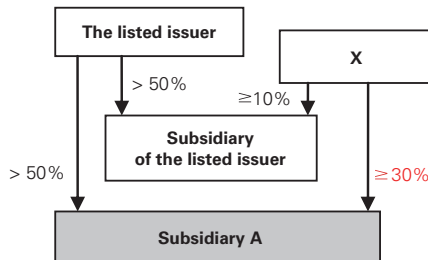 The listed issuer
X
> 50%
≥10%
Subsidiary
of the listed issuer
> 50%
≥30%
Subsidiary A